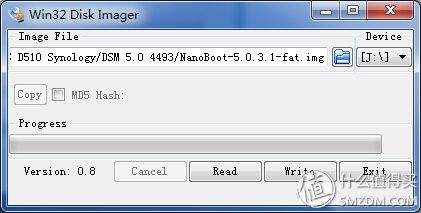 Win32 Disk Imager
Image File
Device
: D510 Synology/DSM 5.0 4493/NanoBoot-5.0.3.1-fat.img
[J:\]
Copy
MD5 Hash:
Progress
Version: 0.8
Cancel
Read
Write
Exit
值 什么值得买
SMZDM.COM